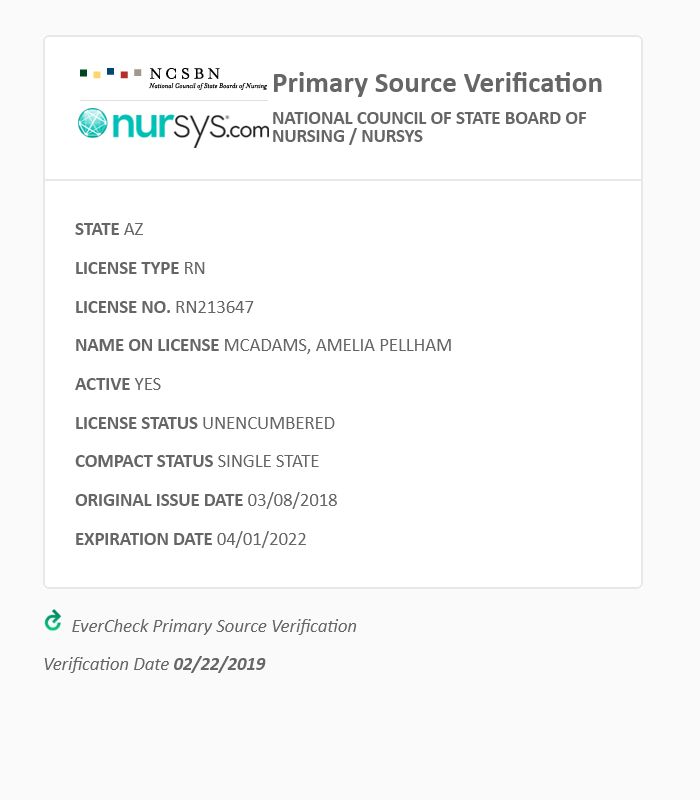 NCSBN
National Council of State Boards of Nursing
nursys.com
Primary Source Verification
NATIONAL COUNCIL OF STATE BOARD OF
NURSING / NURSYS
STATE AZ
LICENSE TYPE RN
LICENSE NO. RN213647
NAME ON LICENSE MCADAMS, AMELIA PELLHAM
ACTIVE YES
LICENSE STATUS UNENCUMBERED
COMPACT STATUS SINGLE STATE
ORIGINAL ISSUE DATE 03/08/2018
EXPIRATION DATE 04/01/2022
EverCheck Primary Source Verification
Verification Date 02/22/2019